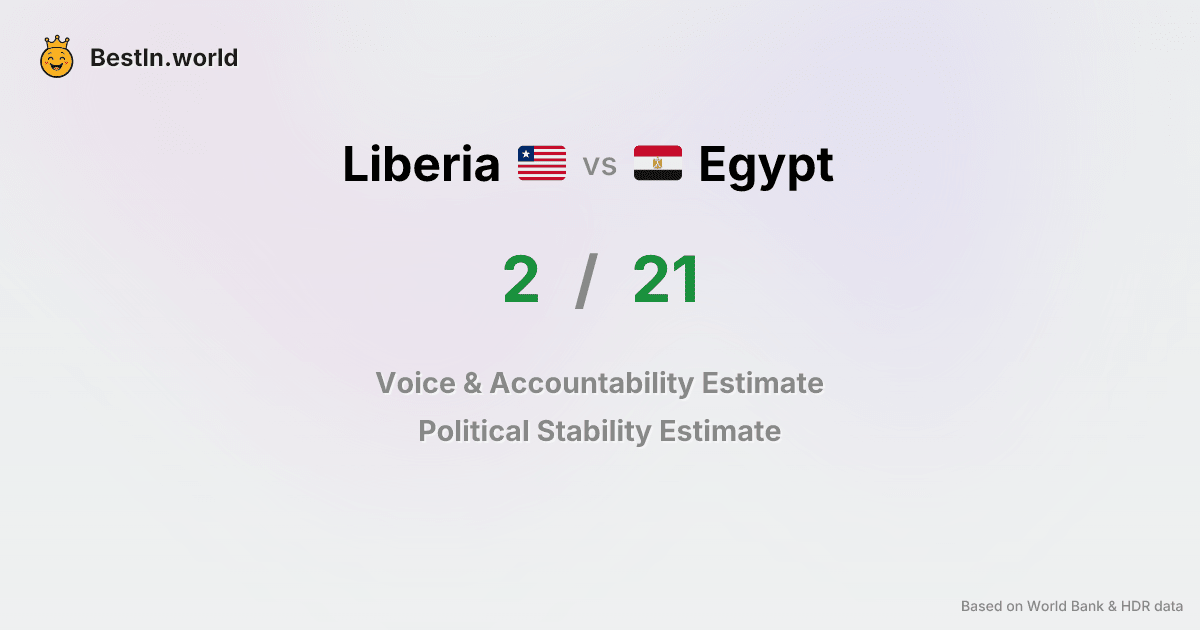 BestIn.world
Liberia vs Egypt
2 / 21
Voice & Accountability Estimate
Political Stability Estimate
Based on World Bank & HDR data